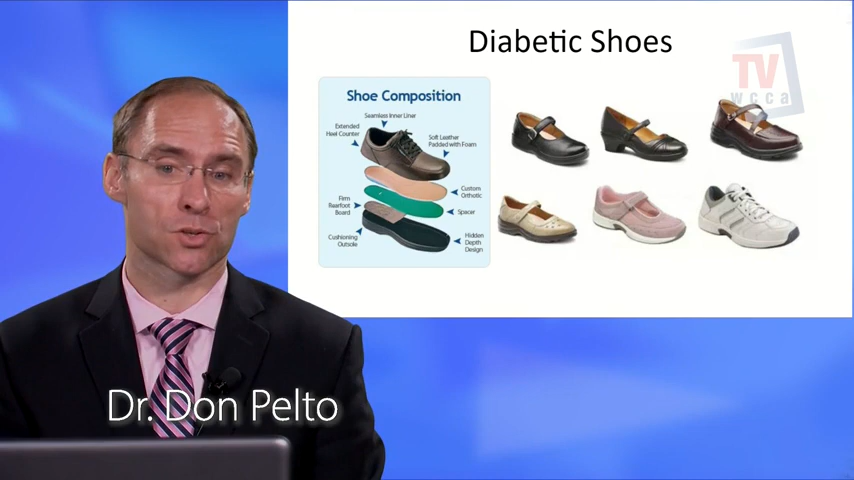 Diabetic Shoes
TV
wcca
Shoe Composition
Seamless Inner Liner
Extended
Heel Counter
Soft Leather
Padded with Foam
Firm
Rearfoot
Board
Custom
Orthotic
Spacer
Cushioning
Outsole
Hidden
Depth
Design
Dr. Don Pelto